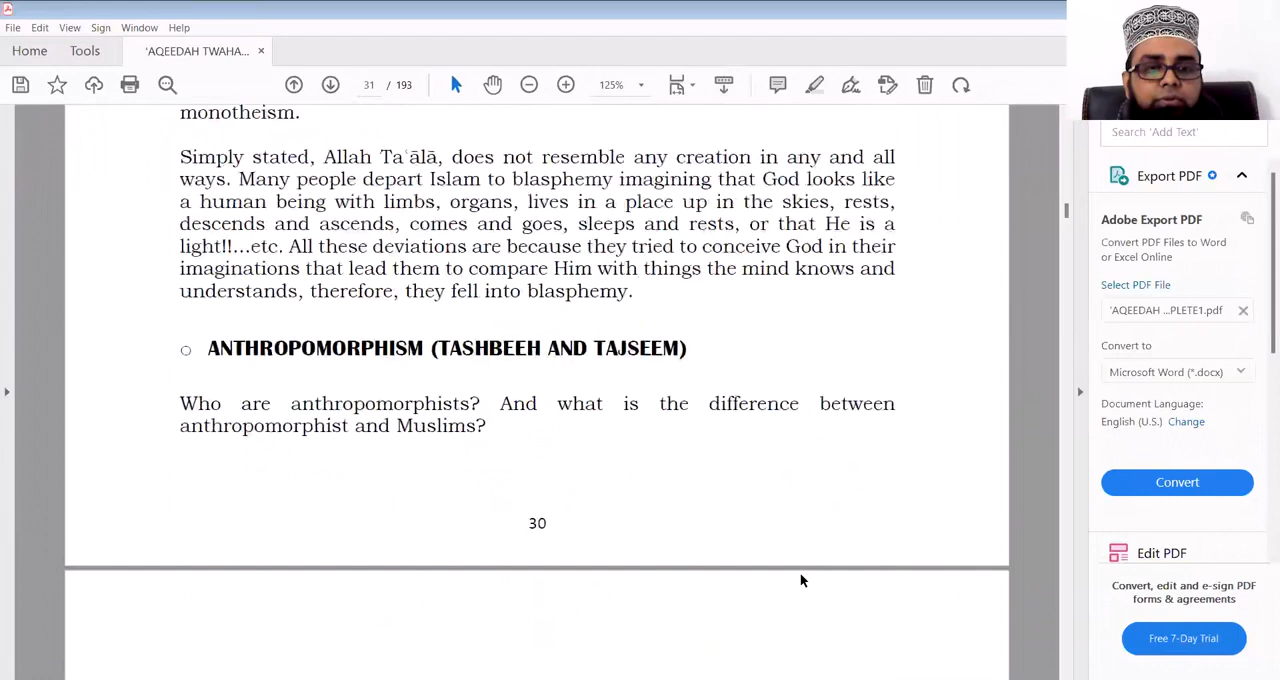 File Edit View Sign Window Help
Home Tools 'AQEEDAH TWAHA... ×
31 / 193 125%
monotheism.
Simply stated, Allah Taʿālā, does not resemble any creation in any and all
ways. Many people depart Islam to blasphemy imagining that God looks like
a human being with limbs, organs, lives in a place up in the skies, rests,
descends and ascends, comes and goes, sleeps and rests, or that He is a
light!!...etc. All these deviations are because they tried to conceive God in their
imaginations that lead them to compare Him with things the mind knows and
understands, therefore, they fell into blasphemy.
○ ANTHROPOMORPHISM (TASHBEEH AND TAJSEEM)
Who are anthropomorphists? And what is the difference between
anthropomorphist and Muslims?
30
Search 'Add Text'
Export PDF
Adobe Export PDF
Convert PDF Files to Word
or Excel Online
Select PDF File
'AQEEDAH ...PLETE1.pdf
Convert to
Microsoft Word (*.docx)
Document Language:
English (U.S.) Change
Convert
Edit PDF
Convert, edit and e-sign PDF
forms & agreements
Free 7-Day Trial